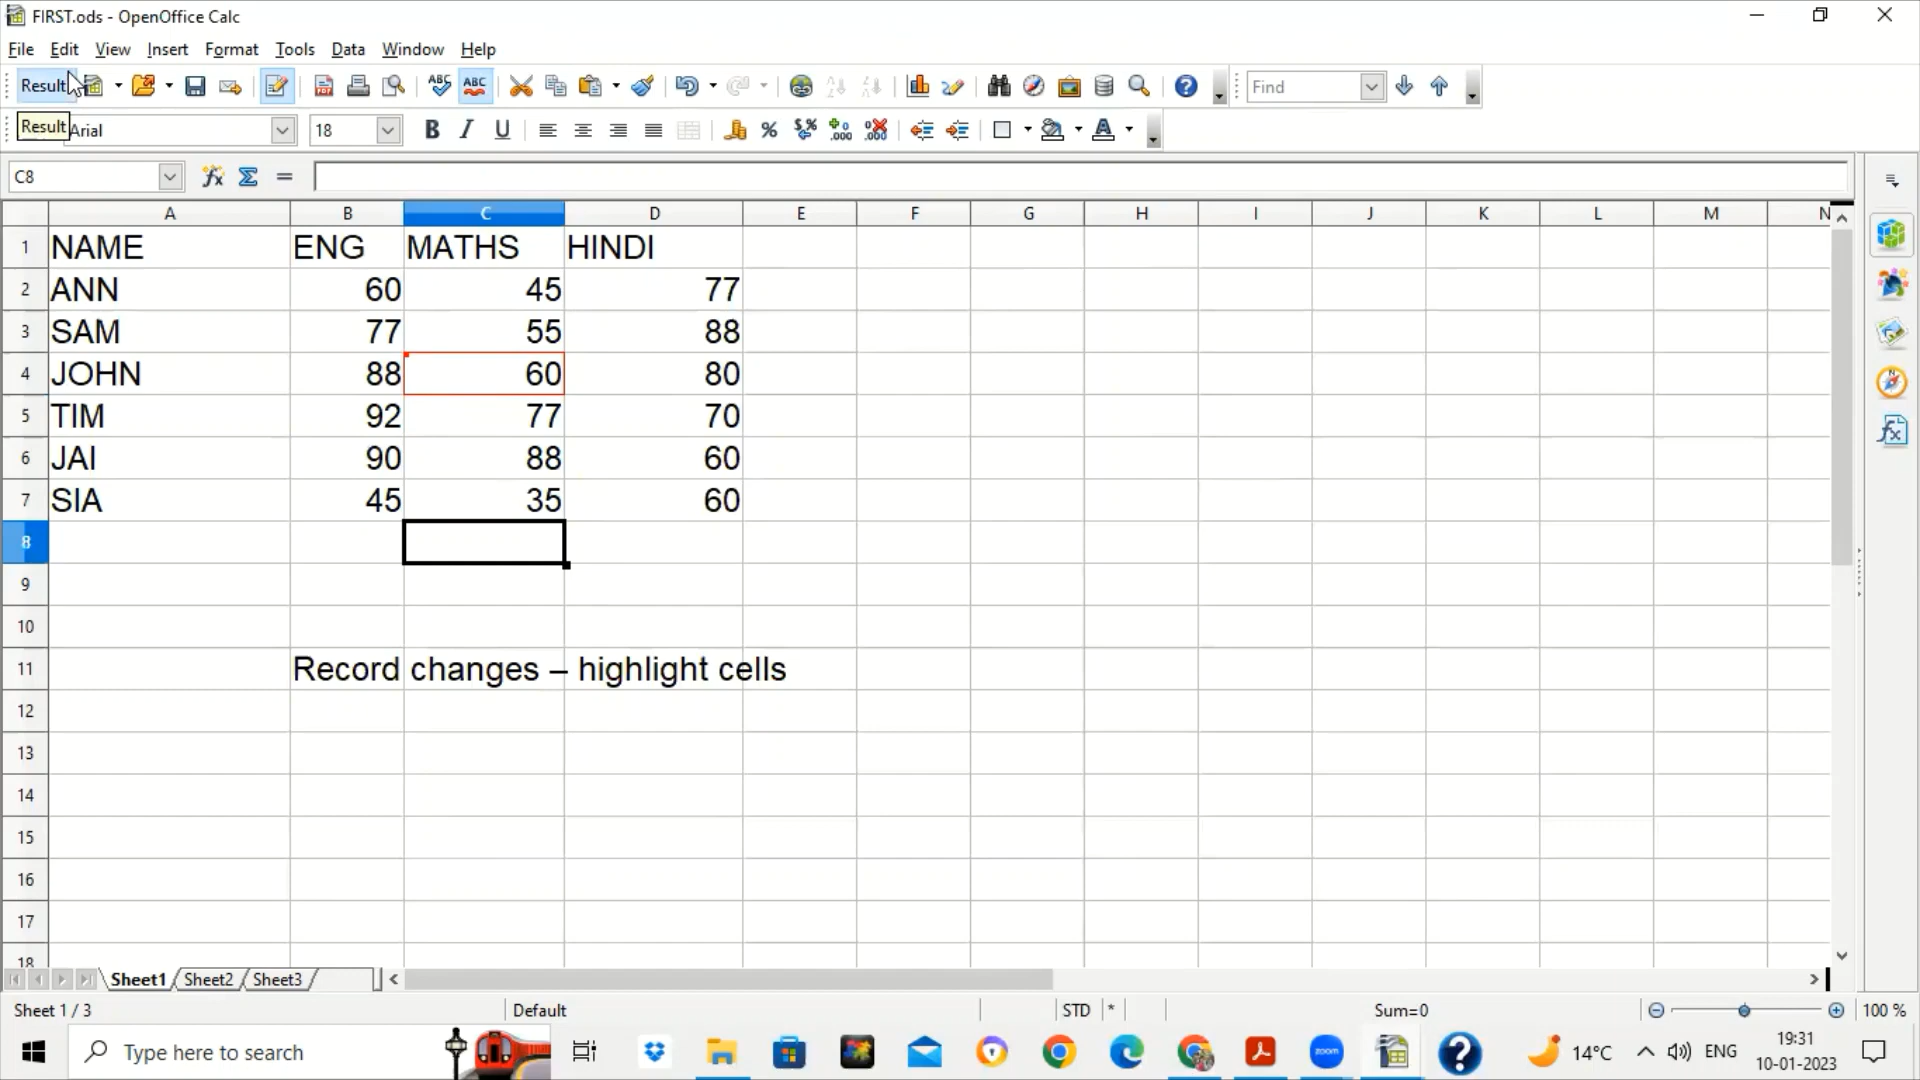 FIRST.ods - OpenOffice Calc
File Edit View Insert Format Tools Data Window Help
Result ABC ABC Find
Result Arial 18 B I U
C8
A B C D E F G H I J K L M N
1 NAME ENG MATHS HINDI
2 ANN 60 45 77
3 SAM 77 55 88
4 JOHN 88 60 80
5 TIM 92 77 70
6 JAI 90 88 60
7 SIA 45 35 60
8
9
10
11 Record changes – highlight cells
12
13
14
15
16
17
18
Sheet1 Sheet2 Sheet3
Sheet 1 / 3 Default STD * Sum=0 100 %
Type here to search zoom 14°C ENG 19:31
10-01-2023